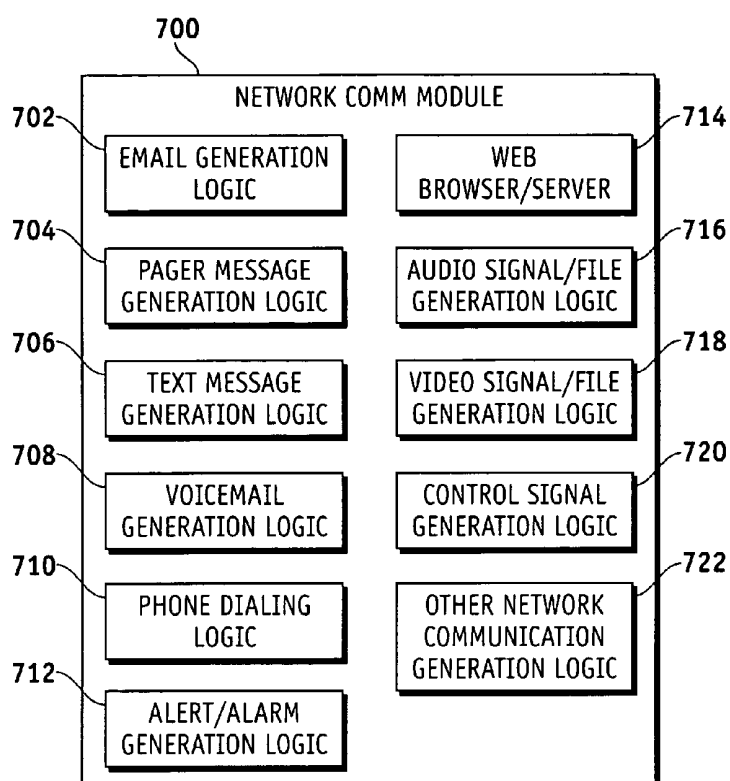 700
NETWORK COMM MODULE
702
EMAIL GENERATION
LOGIC
704
PAGER MESSAGE
GENERATION LOGIC
706
TEXT MESSAGE
GENERATION LOGIC
708
VOICEMAIL
GENERATION LOGIC
710
PHONE DIALING
LOGIC
712
ALERT/ALARM
GENERATION LOGIC
714
WEB
BROWSER/SERVER
716
AUDIO SIGNAL/FILE
GENERATION LOGIC
718
VIDEO SIGNAL/FILE
GENERATION LOGIC
720
CONTROL SIGNAL
GENERATION LOGIC
722
OTHER NETWORK
COMMUNICATION
GENERATION LOGIC